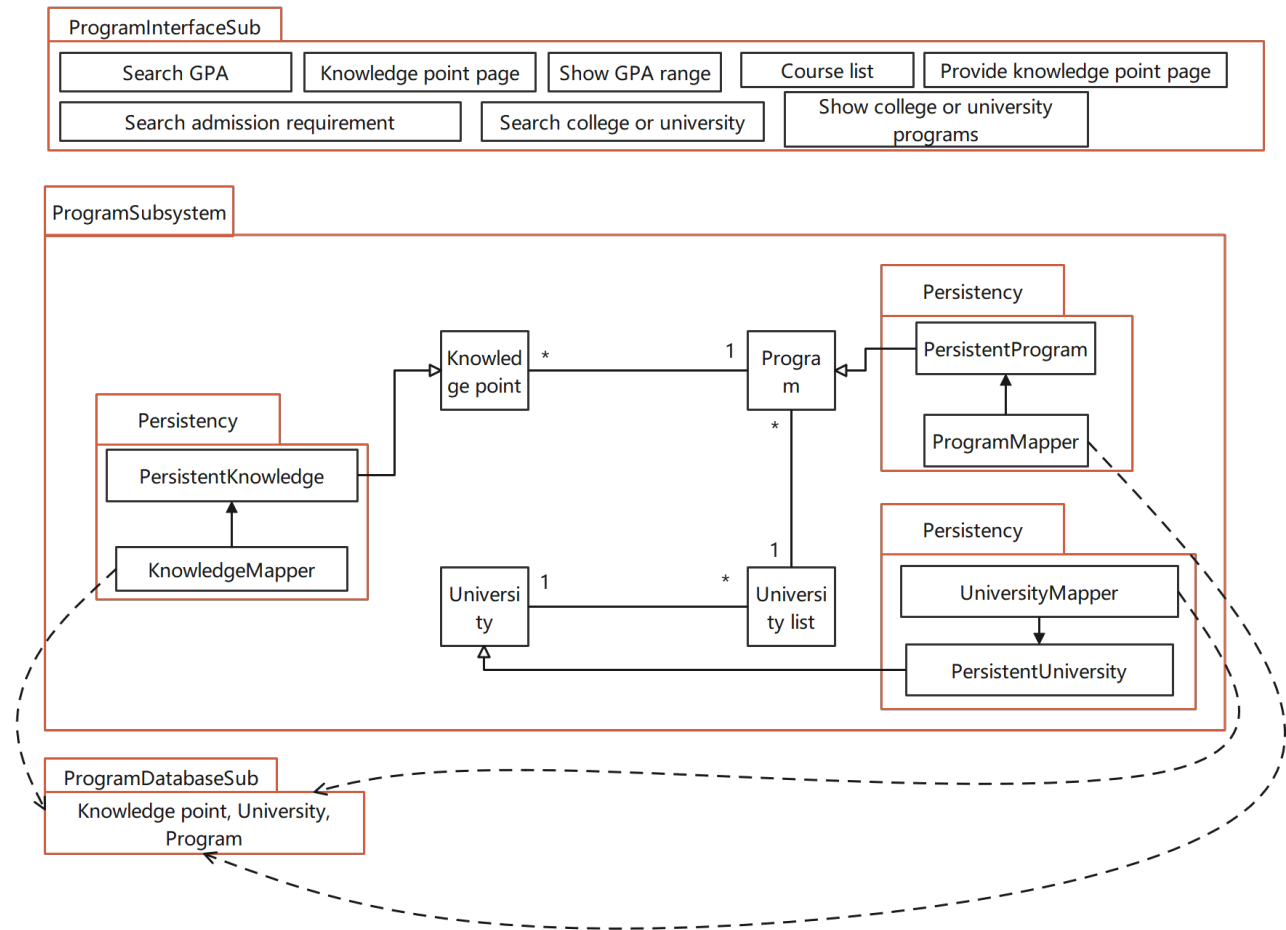 ProgramInterfaceSub
Search GPA
Knowledge point page
Show GPA range
Course list
Provide knowledge point page
Search admission requirement
Search college or university
Show college or university
programs
ProgramSubsystem
Persistency
PersistentProgram
ProgramMapper
Knowled
ge point
*
1
Progra
m
*
Persistency
PersistentKnowledge
KnowledgeMapper
1
Universi
ty
1
*
Universi
ty list
Persistency
UniversityMapper
PersistentUniversity
ProgramDatabaseSub
Knowledge point, University,
Program